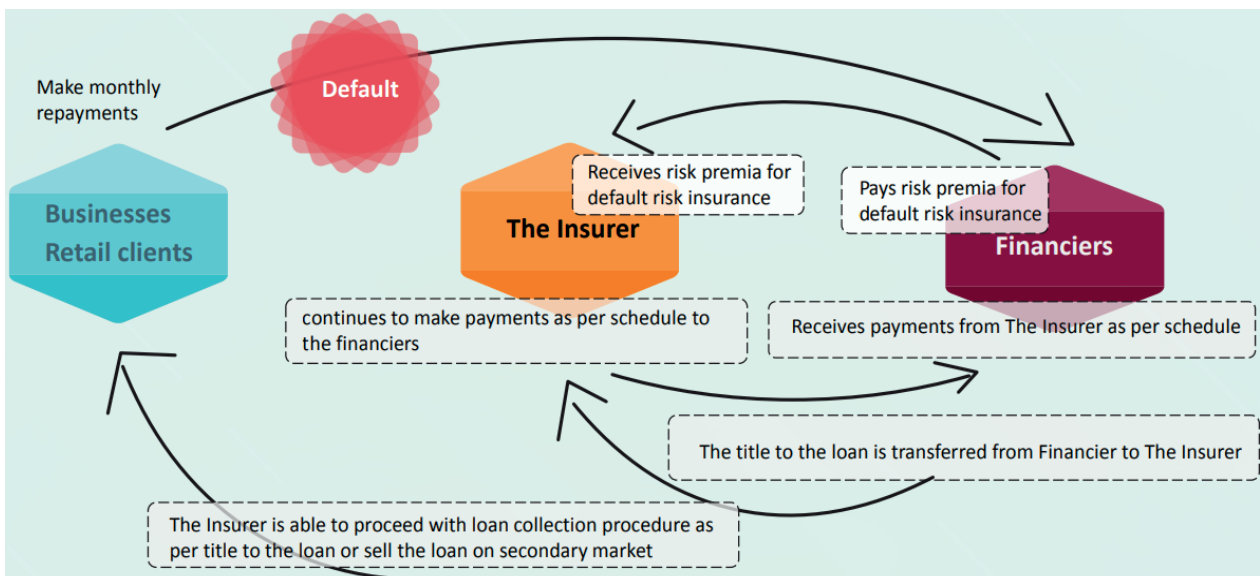 Make monthly
repayments
Default
Businesses
Retail clients
Receives risk premia for
default risk insurance
The Insurer
Pays risk premia for
default risk insurance
Financiers
continues to make payments as per schedule to
the financiers
Receives payments from The Insurer as per schedule
The title to the loan is transferred from Financier to The Insurer
The Insurer is able to proceed with loan collection procedure as
per title to the loan or sell the loan on secondary market